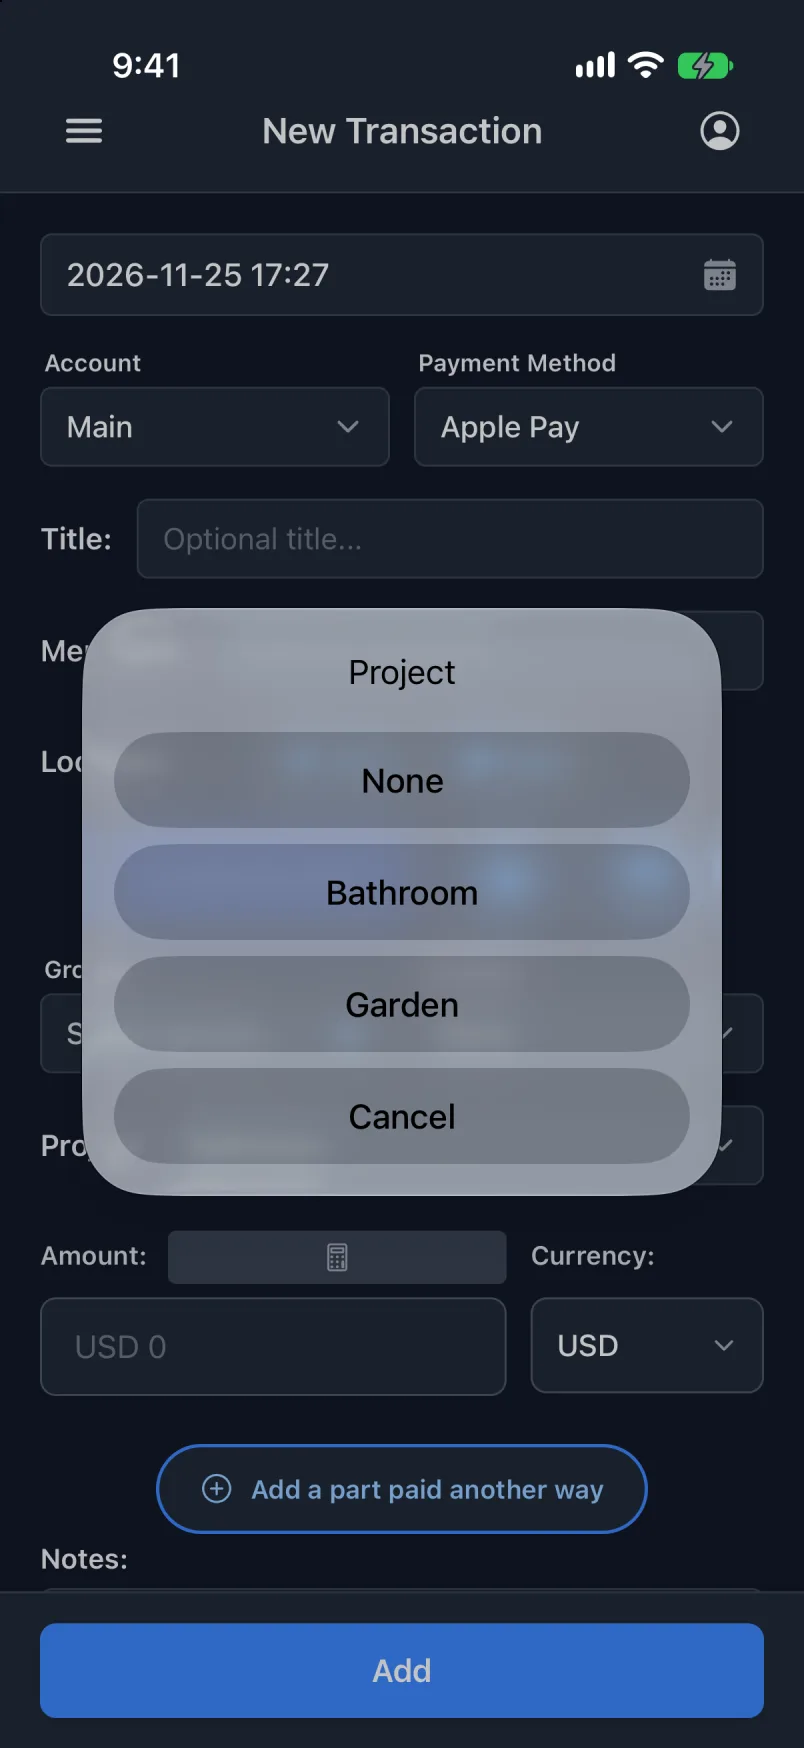 9:41
New Transaction
2026-11-25 17:27
Account
Payment Method
Main
Apple Pay
Title:
Optional title...
Project
None
Bathroom
Garden
Cancel
Amount:
Currency:
USD 0
USD
Add a part paid another way
Notes:
Add